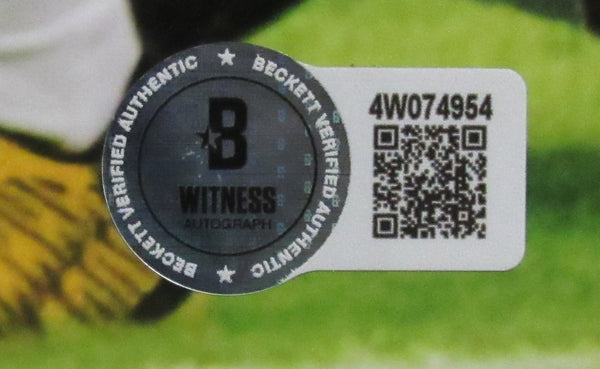 BECKETT VERIFIED AUTHENTIC ★ BECKETT VERIFIED AUTHENTIC ★
B
WITNESS
AUTOGRAPH
4W074954